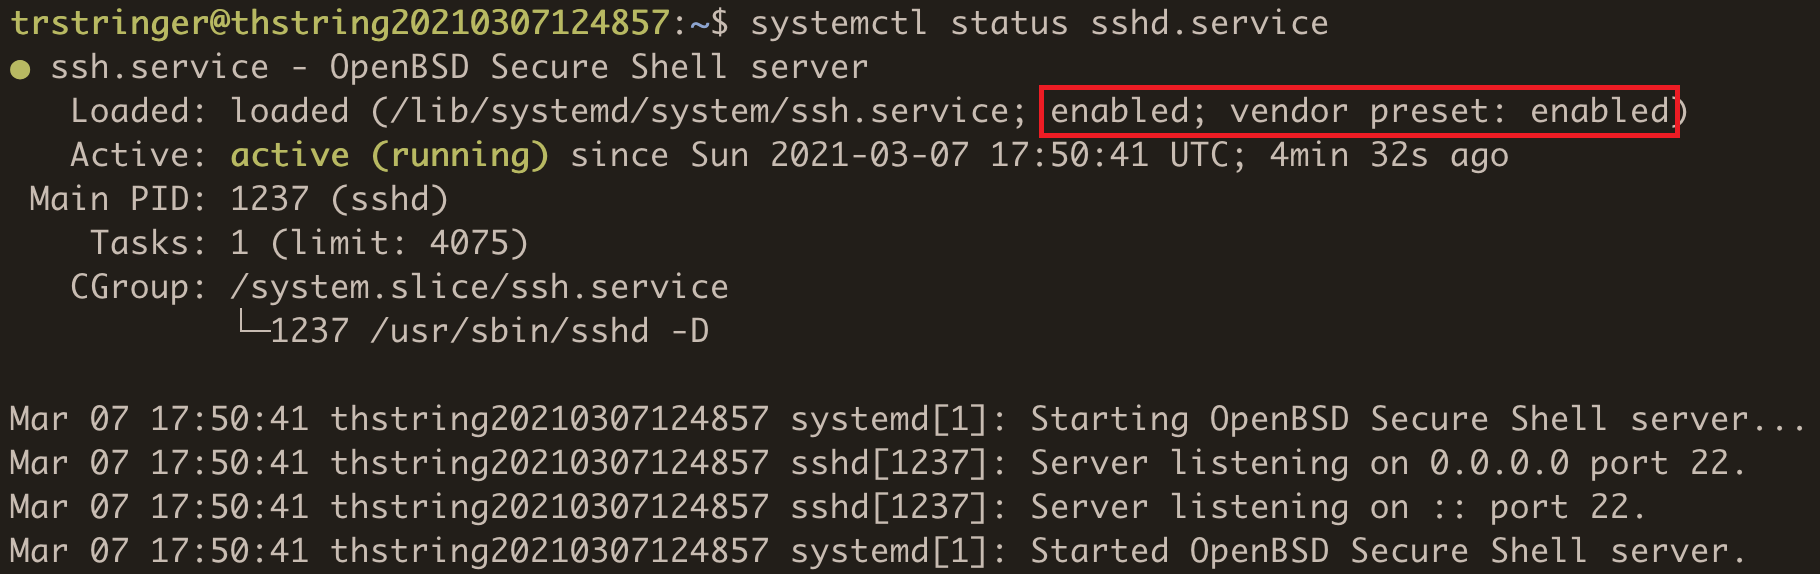 trstringer@thstring20210307124857:~$ systemctl status sshd.service
● ssh.service - OpenBSD Secure Shell server
   Loaded: loaded (/lib/systemd/system/ssh.service; enabled; vendor preset: enabled)
   Active: active (running) since Sun 2021-03-07 17:50:41 UTC; 4min 32s ago
 Main PID: 1237 (sshd)
    Tasks: 1 (limit: 4075)
   CGroup: /system.slice/ssh.service
           └─1237 /usr/sbin/sshd -D
Mar 07 17:50:41 thstring20210307124857 systemd[1]: Starting OpenBSD Secure Shell server...
Mar 07 17:50:41 thstring20210307124857 sshd[1237]: Server listening on 0.0.0.0 port 22.
Mar 07 17:50:41 thstring20210307124857 sshd[1237]: Server listening on :: port 22.
Mar 07 17:50:41 thstring20210307124857 systemd[1]: Started OpenBSD Secure Shell server.